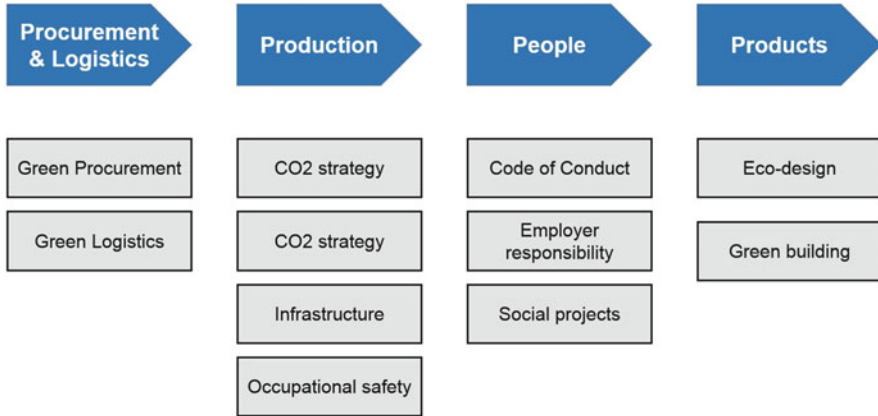 Procurement
& Logistics
Production
People
Products
Green Procurement
CO2 strategy
Code of Conduct
Eco-design
Green Logistics
CO2 strategy
Employer
responsibility
Green building
Infrastructure
Social projects
Occupational safety